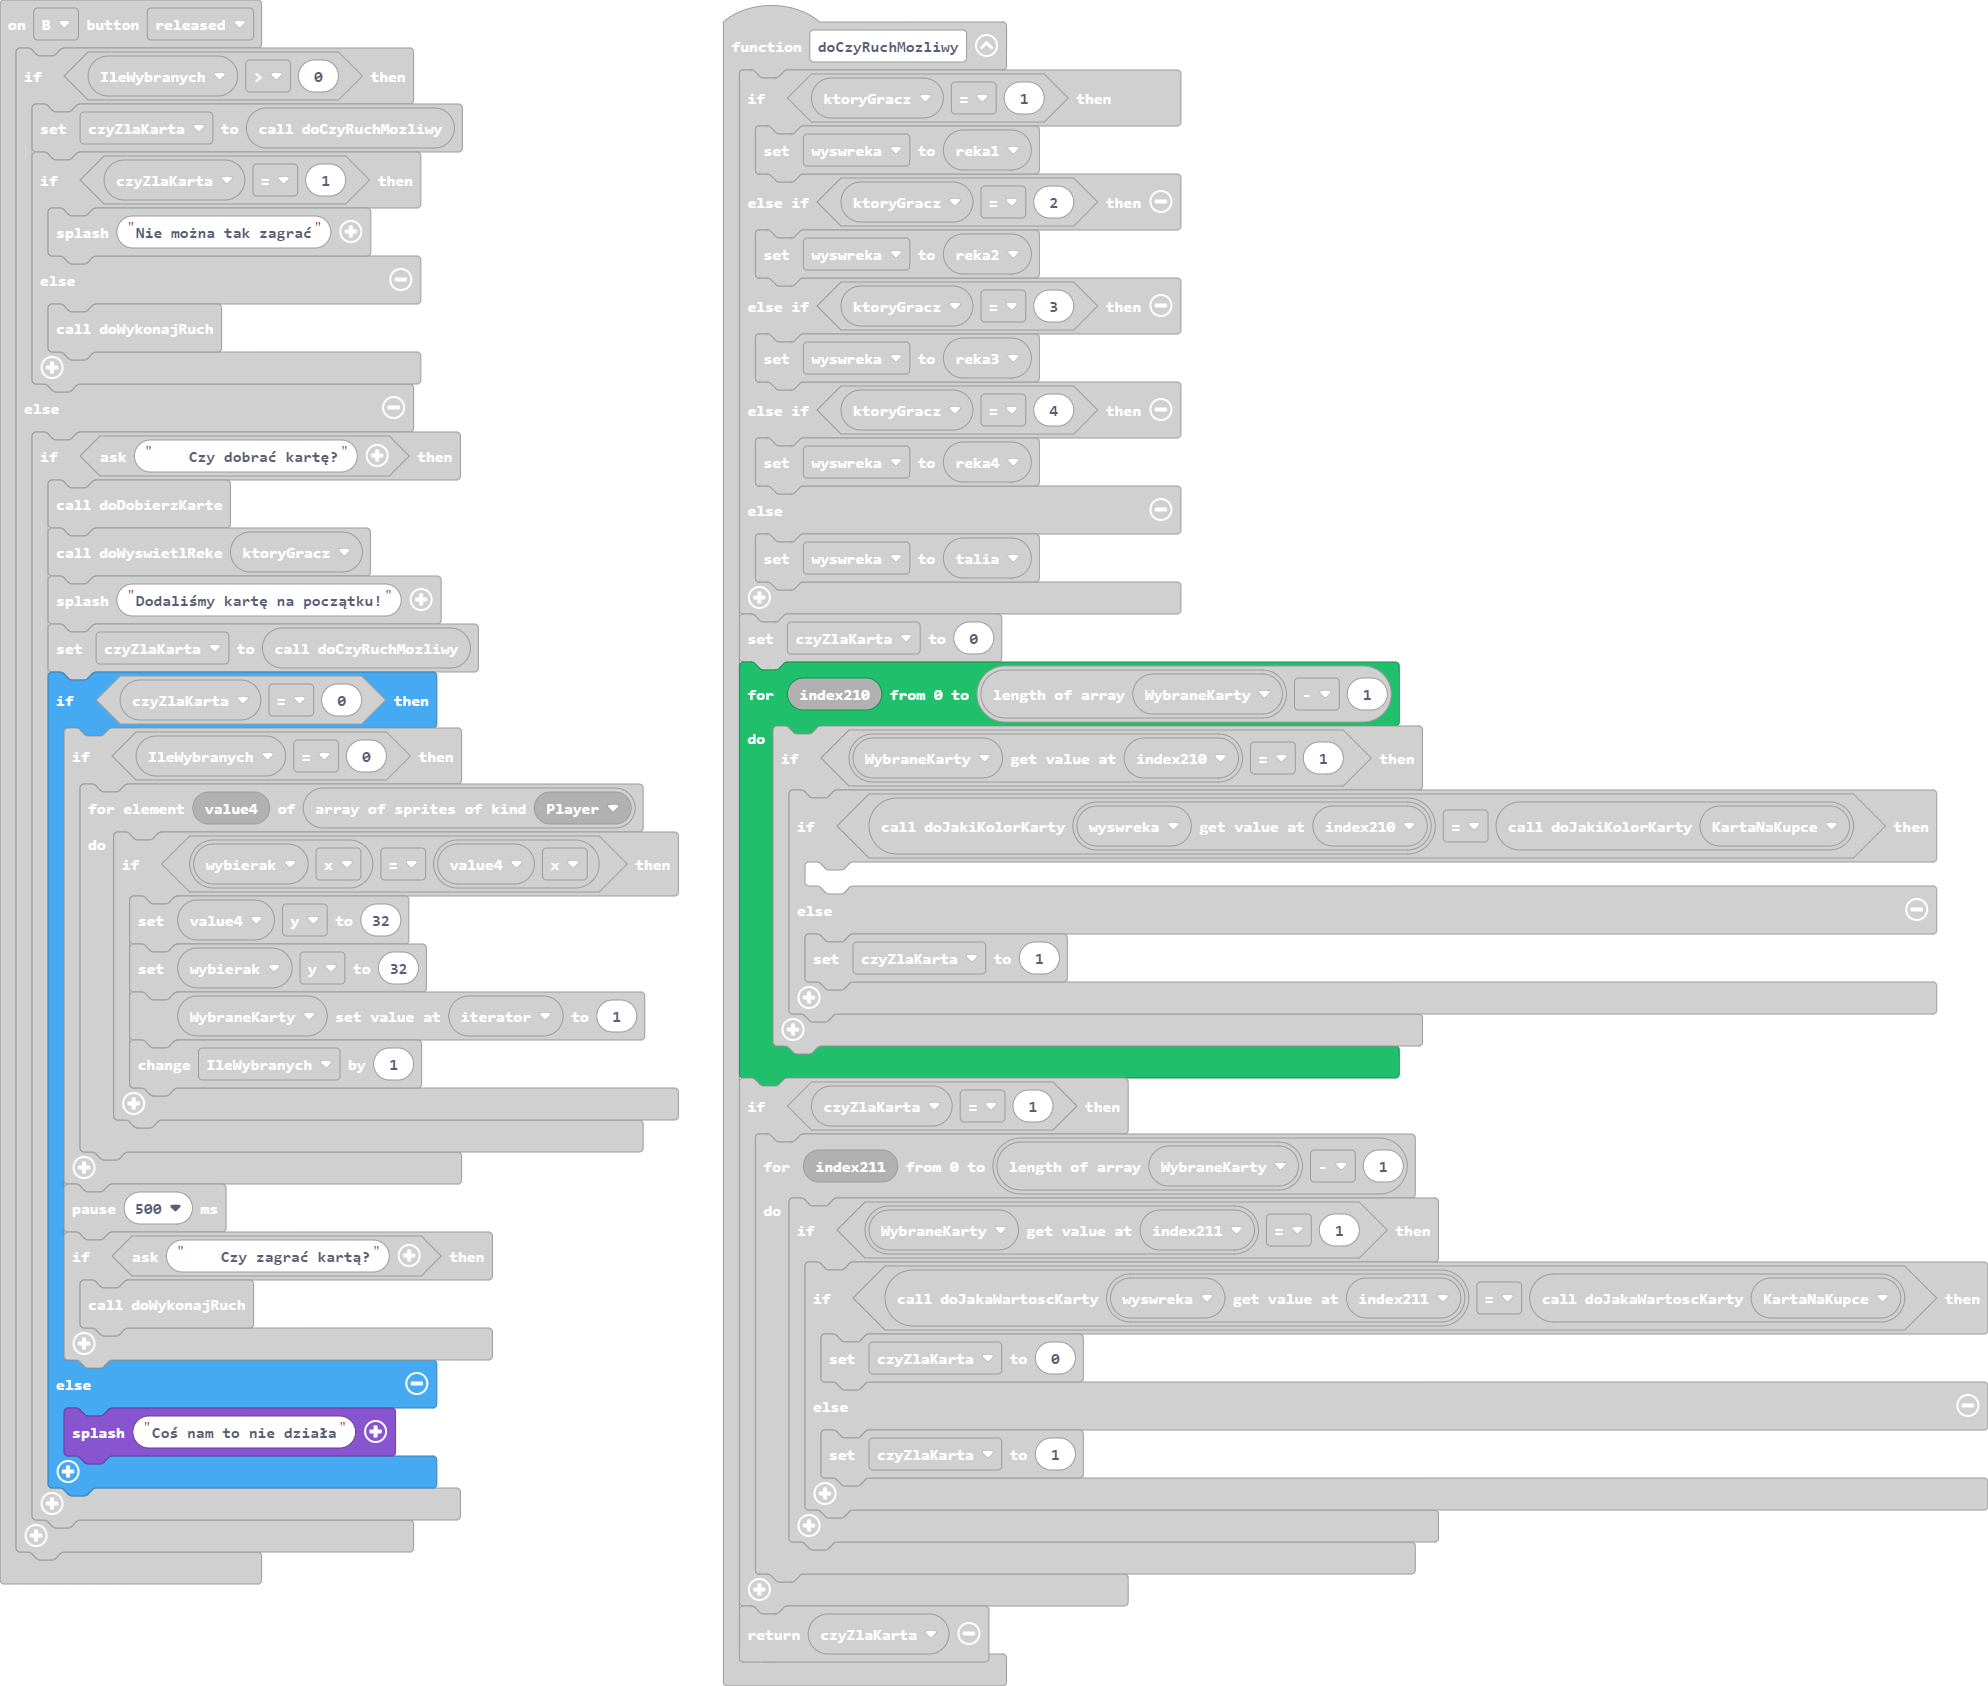 on B button released
if IleWybranych > 0 then
set czyZlaKarta to call doCzyRuchMozliwy
if czyZlaKarta = 1 then
splash "Nie można tak zagrać"
else
call doWykonajRuch
else
if ask "    Czy dobrać kartę?" then
call doDobierzKarte
call doWyswietlReke ktoryGracz
splash "Dodaliśmy kartę na początku!"
set czyZlaKarta to call doCzyRuchMozliwy
if czyZlaKarta = 0 then
if IleWybranych = 0 then
for element value4 of array of sprites of kind Player
do
if wybierak x = value4 x then
set value4 y to 32
set wybierak y to 32
WybraneKarty set value at iterator to 1
change IleWybranych by 1
pause 500 ms
if ask "    Czy zagrać kartą?" then
call doWykonajRuch
else
splash "Coś nam to nie działa"
function doCzyRuchMozliwy
if ktoryGracz = 1 then
set wyswreka to reka1
else if ktoryGracz = 2 then
set wyswreka to reka2
else if ktoryGracz = 3 then
set wyswreka to reka3
else if ktoryGracz = 4 then
set wyswreka to reka4
else
set wyswreka to talia
set czyZlaKarta to 0
for index210 from 0 to length of array WybraneKarty - 1
do
if WybraneKarty get value at index210 = 1 then
if call doJakiKolorKarty wyswreka get value at index210 = call doJakiKolorKarty KartaNaKupce then
else
set czyZlaKarta to 1
if czyZlaKarta = 1 then
for index211 from 0 to length of array WybraneKarty - 1
do
if WybraneKarty get value at index211 = 1 then
if call doJakaWartoscKarty wyswreka get value at index211 = call doJakaWartoscKarty KartaNaKupce then
set czyZlaKarta to 0
else
set czyZlaKarta to 1
return czyZlaKarta